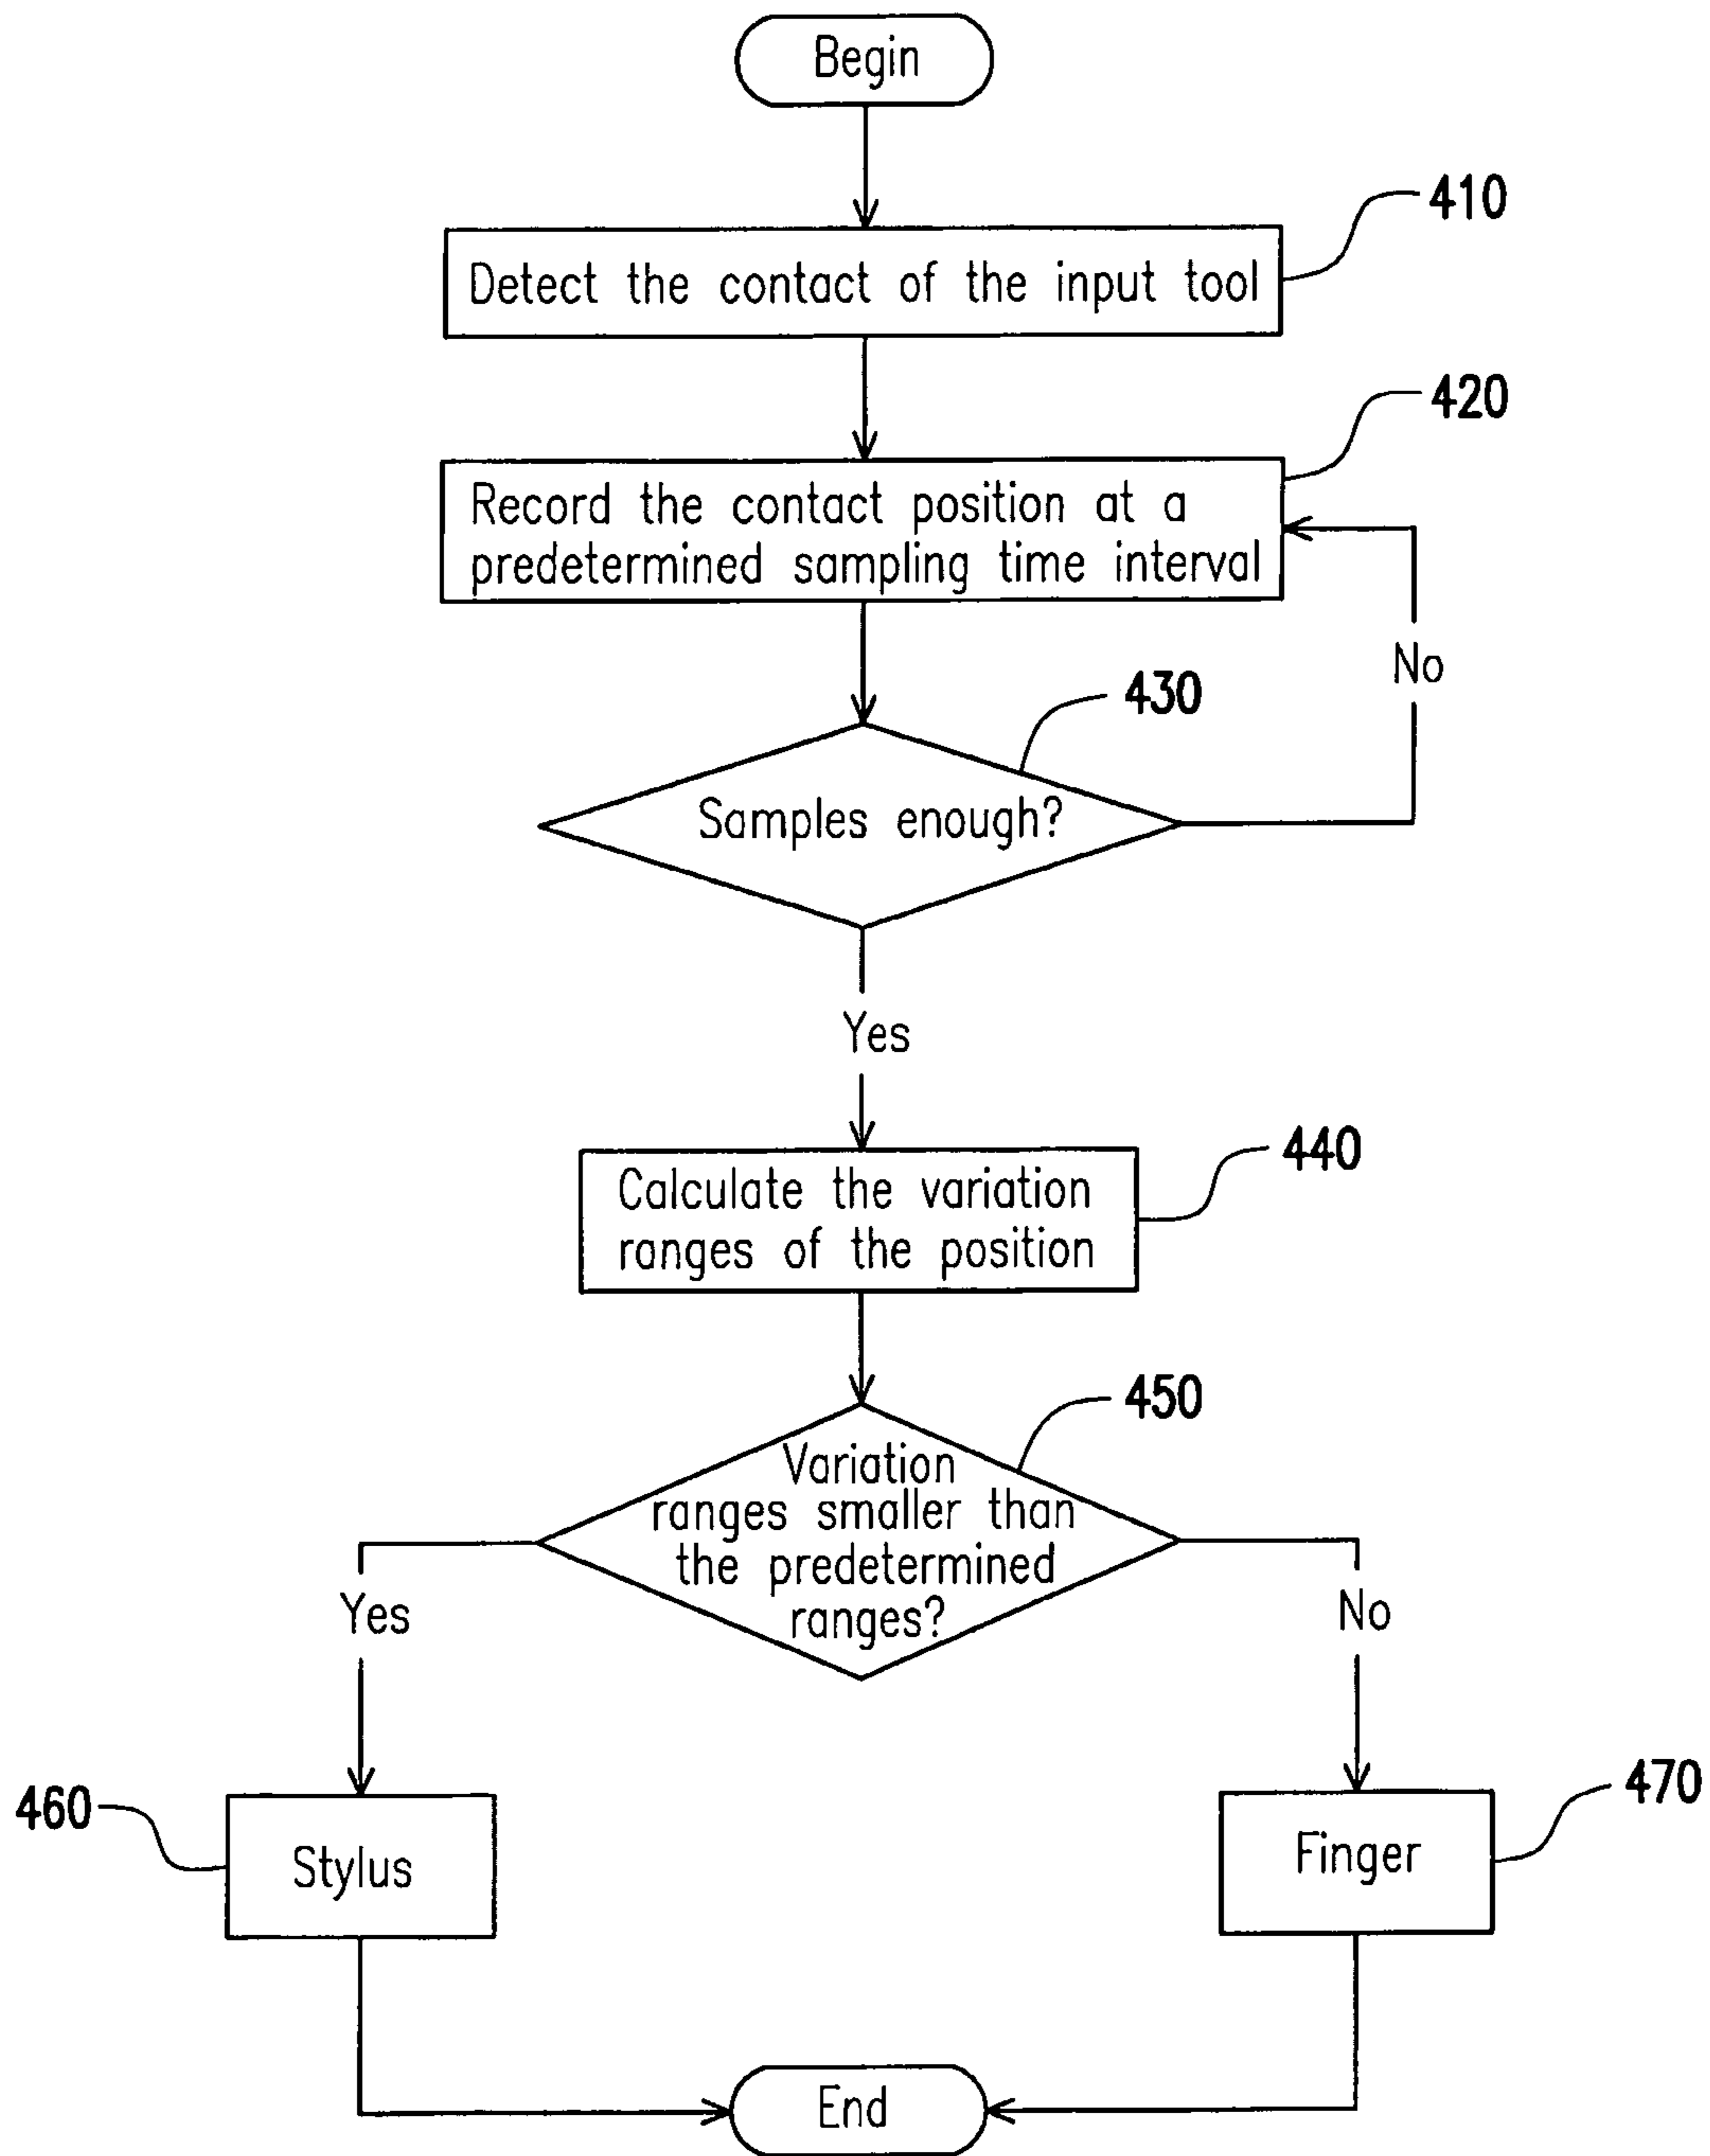 Begin
410
Detect the contact of the input tool
420
Record the contact position at a
predetermined sampling time interval
No
430
Samples enough?
Yes
440
Calculate the variation
ranges of the position
450
Variation
ranges smaller than
the predetermined
ranges?
Yes
No
460
Stylus
470
Finger
End